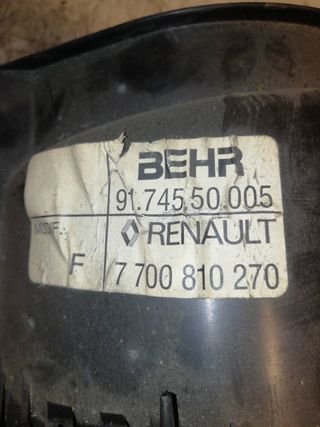 BEHR
91.745.50.005
RENAULT
F 7 700 810 270